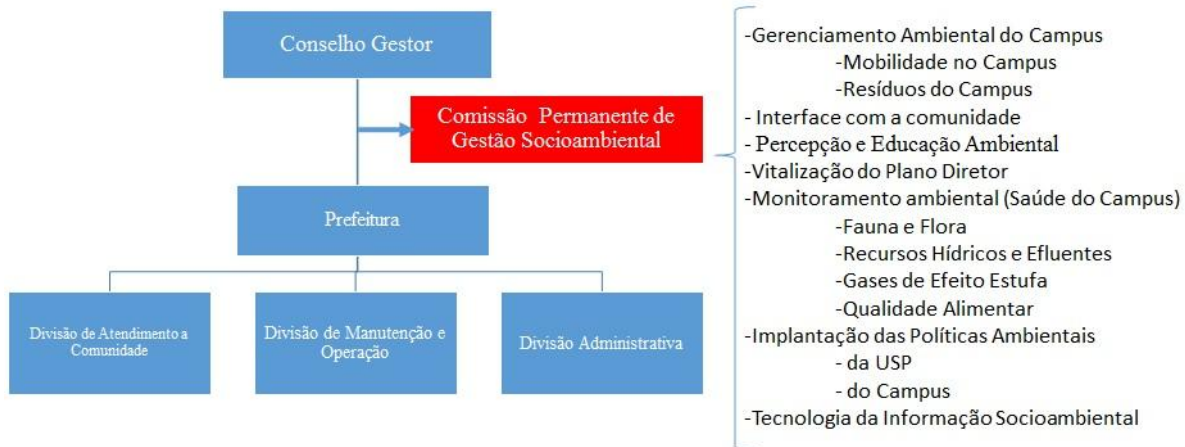 Conselho Gestor
Comissão Permanente de
Gestão Socioambiental
Prefeitura
Divisão de Atendimento a
Comunidade
Divisão de Manutenção e
Operação
Divisão Administrativa
-Gerenciamento Ambiental do Campus
-Mobilidade no Campus
-Resíduos do Campus
- Interface com a comunidade
- Percepção e Educação Ambiental
-Vitalização do Plano Diretor
-Monitoramento ambiental (Saúde do Campus)
-Fauna e Flora
-Recursos Hídricos e Efluentes
-Gases de Efeito Estufa
-Qualidade Alimentar
-Implantação das Políticas Ambientais
- da USP
- do Campus
-Tecnologia da Informação Socioambiental